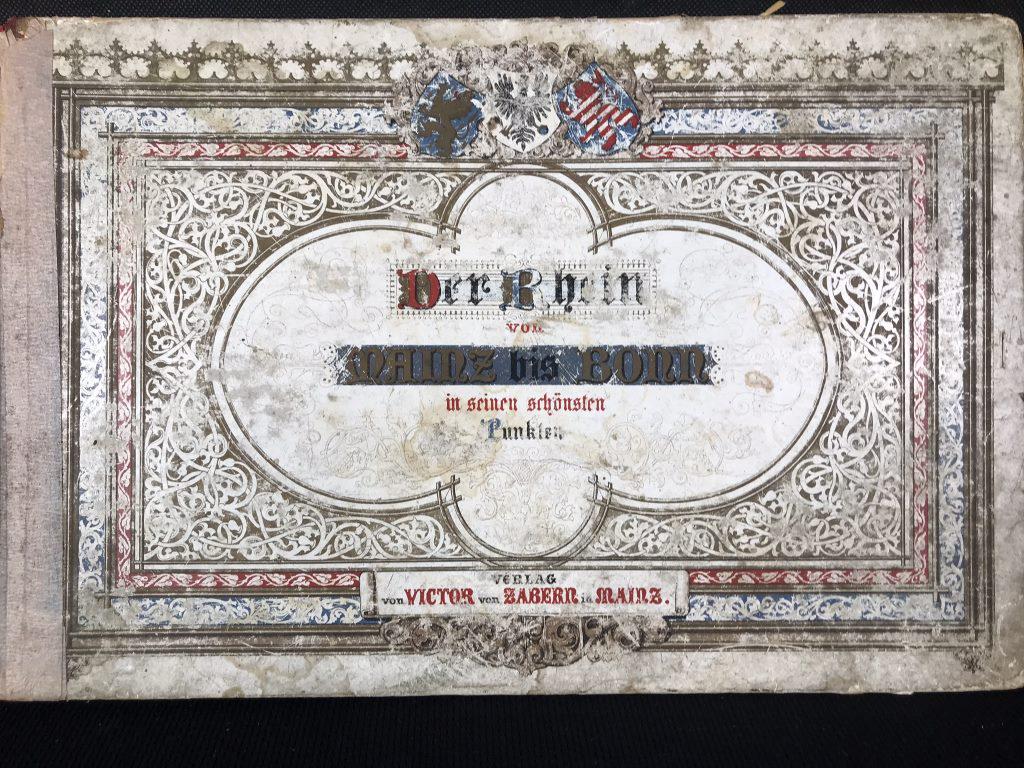 Der Rhein
von
MAINZ bis BONN
in seinen schönsten
Punkten
VERLAG
von VICTOR von ZABERN in MAINZ.